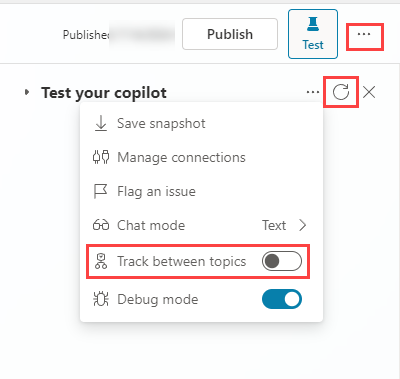 Published
Publish
Test
Test your copilot
Save snapshot
Manage connections
Flag an issue
Chat mode Text
Track between topics
Debug mode